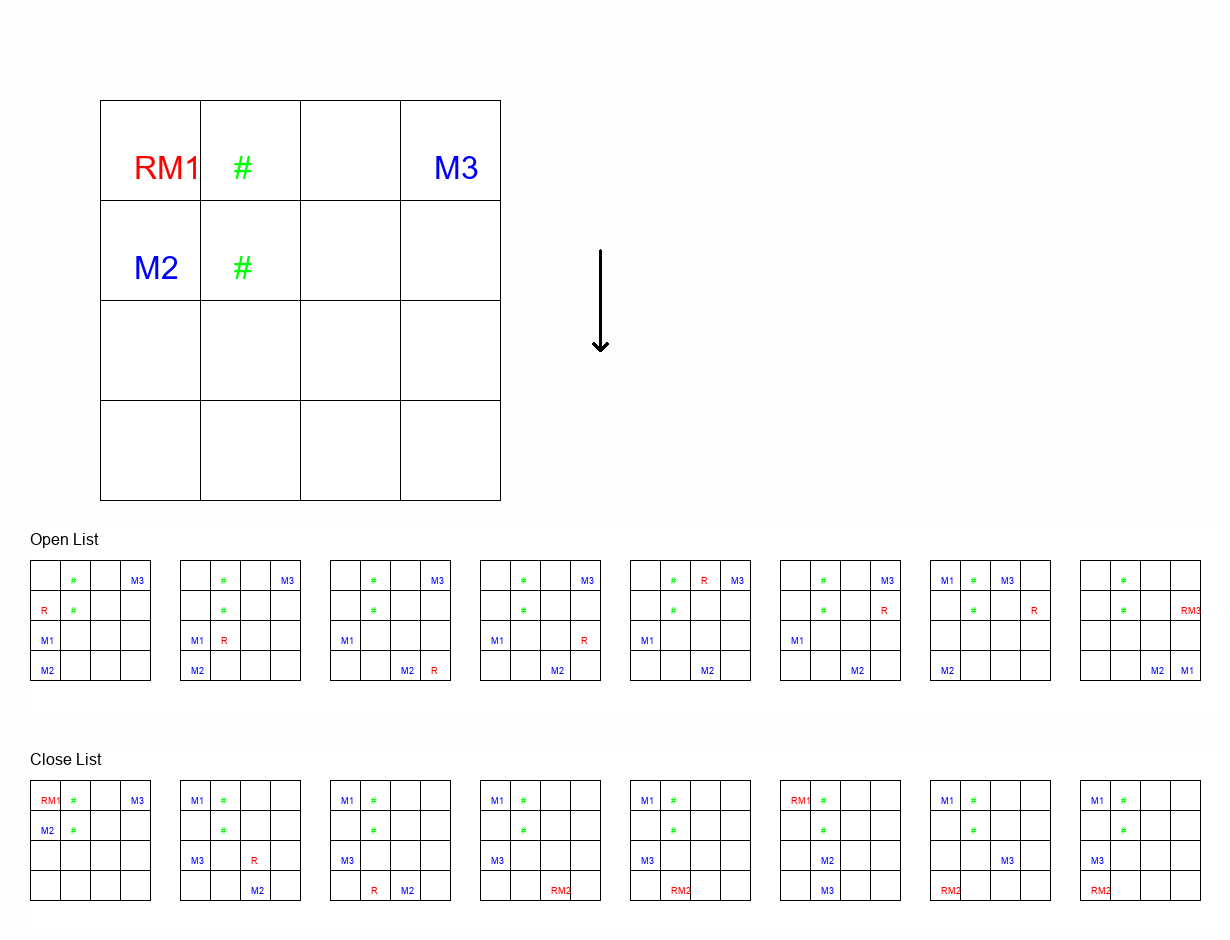 RM1 # M3
M2 #
Open List
# M3 # M3 # M3 # M3 # R M3 # M3 M1 # M3 #
R # # # # # # R # R # RM3
M1 M1 R M1 M1 R M1 M1
M2 M2 M2 R M2 M2 M2 M2 M2 M1
Close List
RM1 # M3 M1 # M1 # M1 # M1 # RM1 # M1 # M1 #
M2 # # # # # # # #
M3 R M3 M3 M3 M2 M3 M3
M2 R M2 RM2 RM2 M3 RM2 RM2